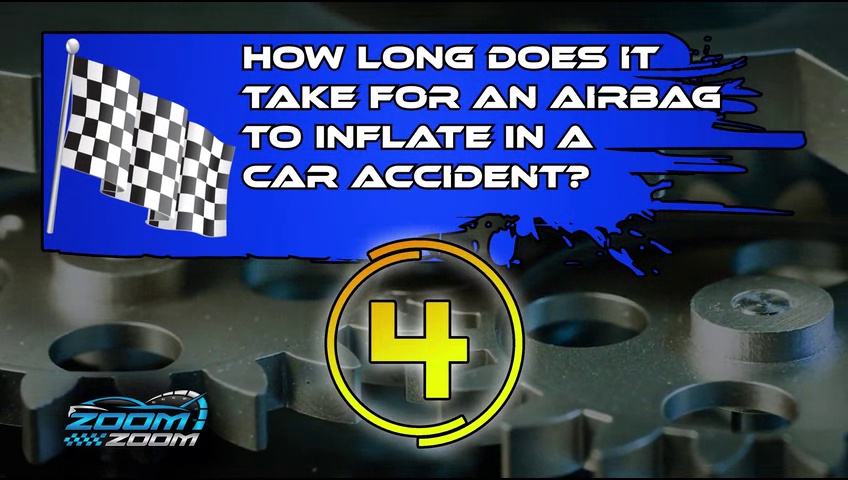 HOW LONG DOES IT
TAKE FOR AN AIRBAG
TO INFLATE IN A
CAR ACCIDENT?
4
ZOOM
ZOOM